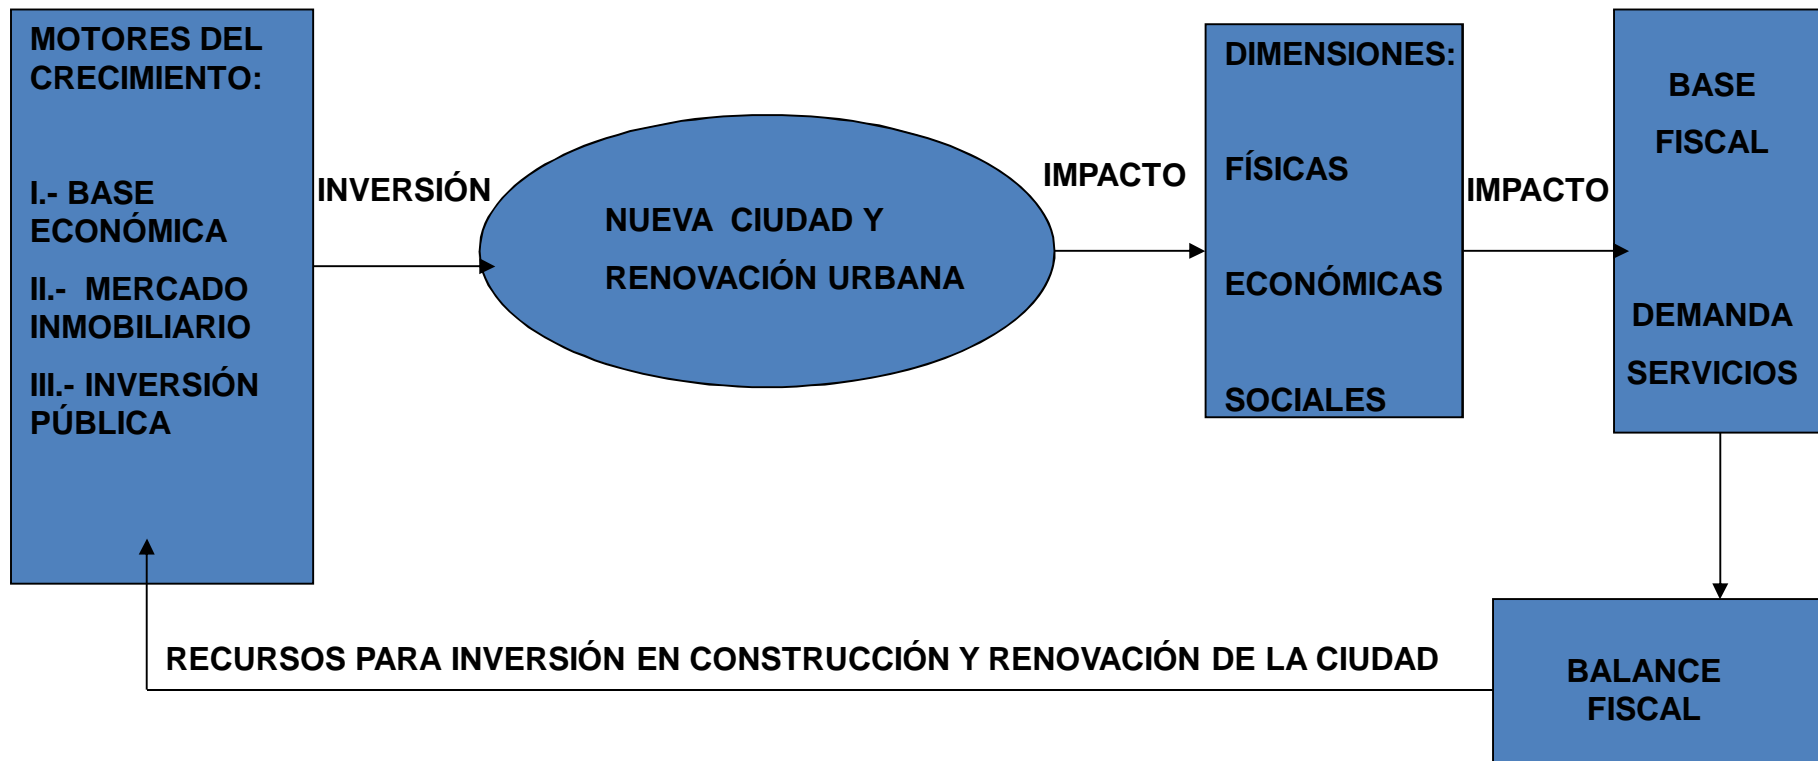 MOTORES DEL
CRECIMIENTO:
I.- BASE
ECONÓMICA
II.- MERCADO
INMOBILIARIO
III.- INVERSIÓN
PÚBLICA
INVERSIÓN
NUEVA CIUDAD Y
RENOVACIÓN URBANA
IMPACTO
DIMENSIONES:
FÍSICAS
ECONÓMICAS
SOCIALES
IMPACTO
BASE
FISCAL
DEMANDA
SERVICIOS
RECURSOS PARA INVERSIÓN EN CONSTRUCCIÓN Y RENOVACIÓN DE LA CIUDAD
BALANCE
FISCAL